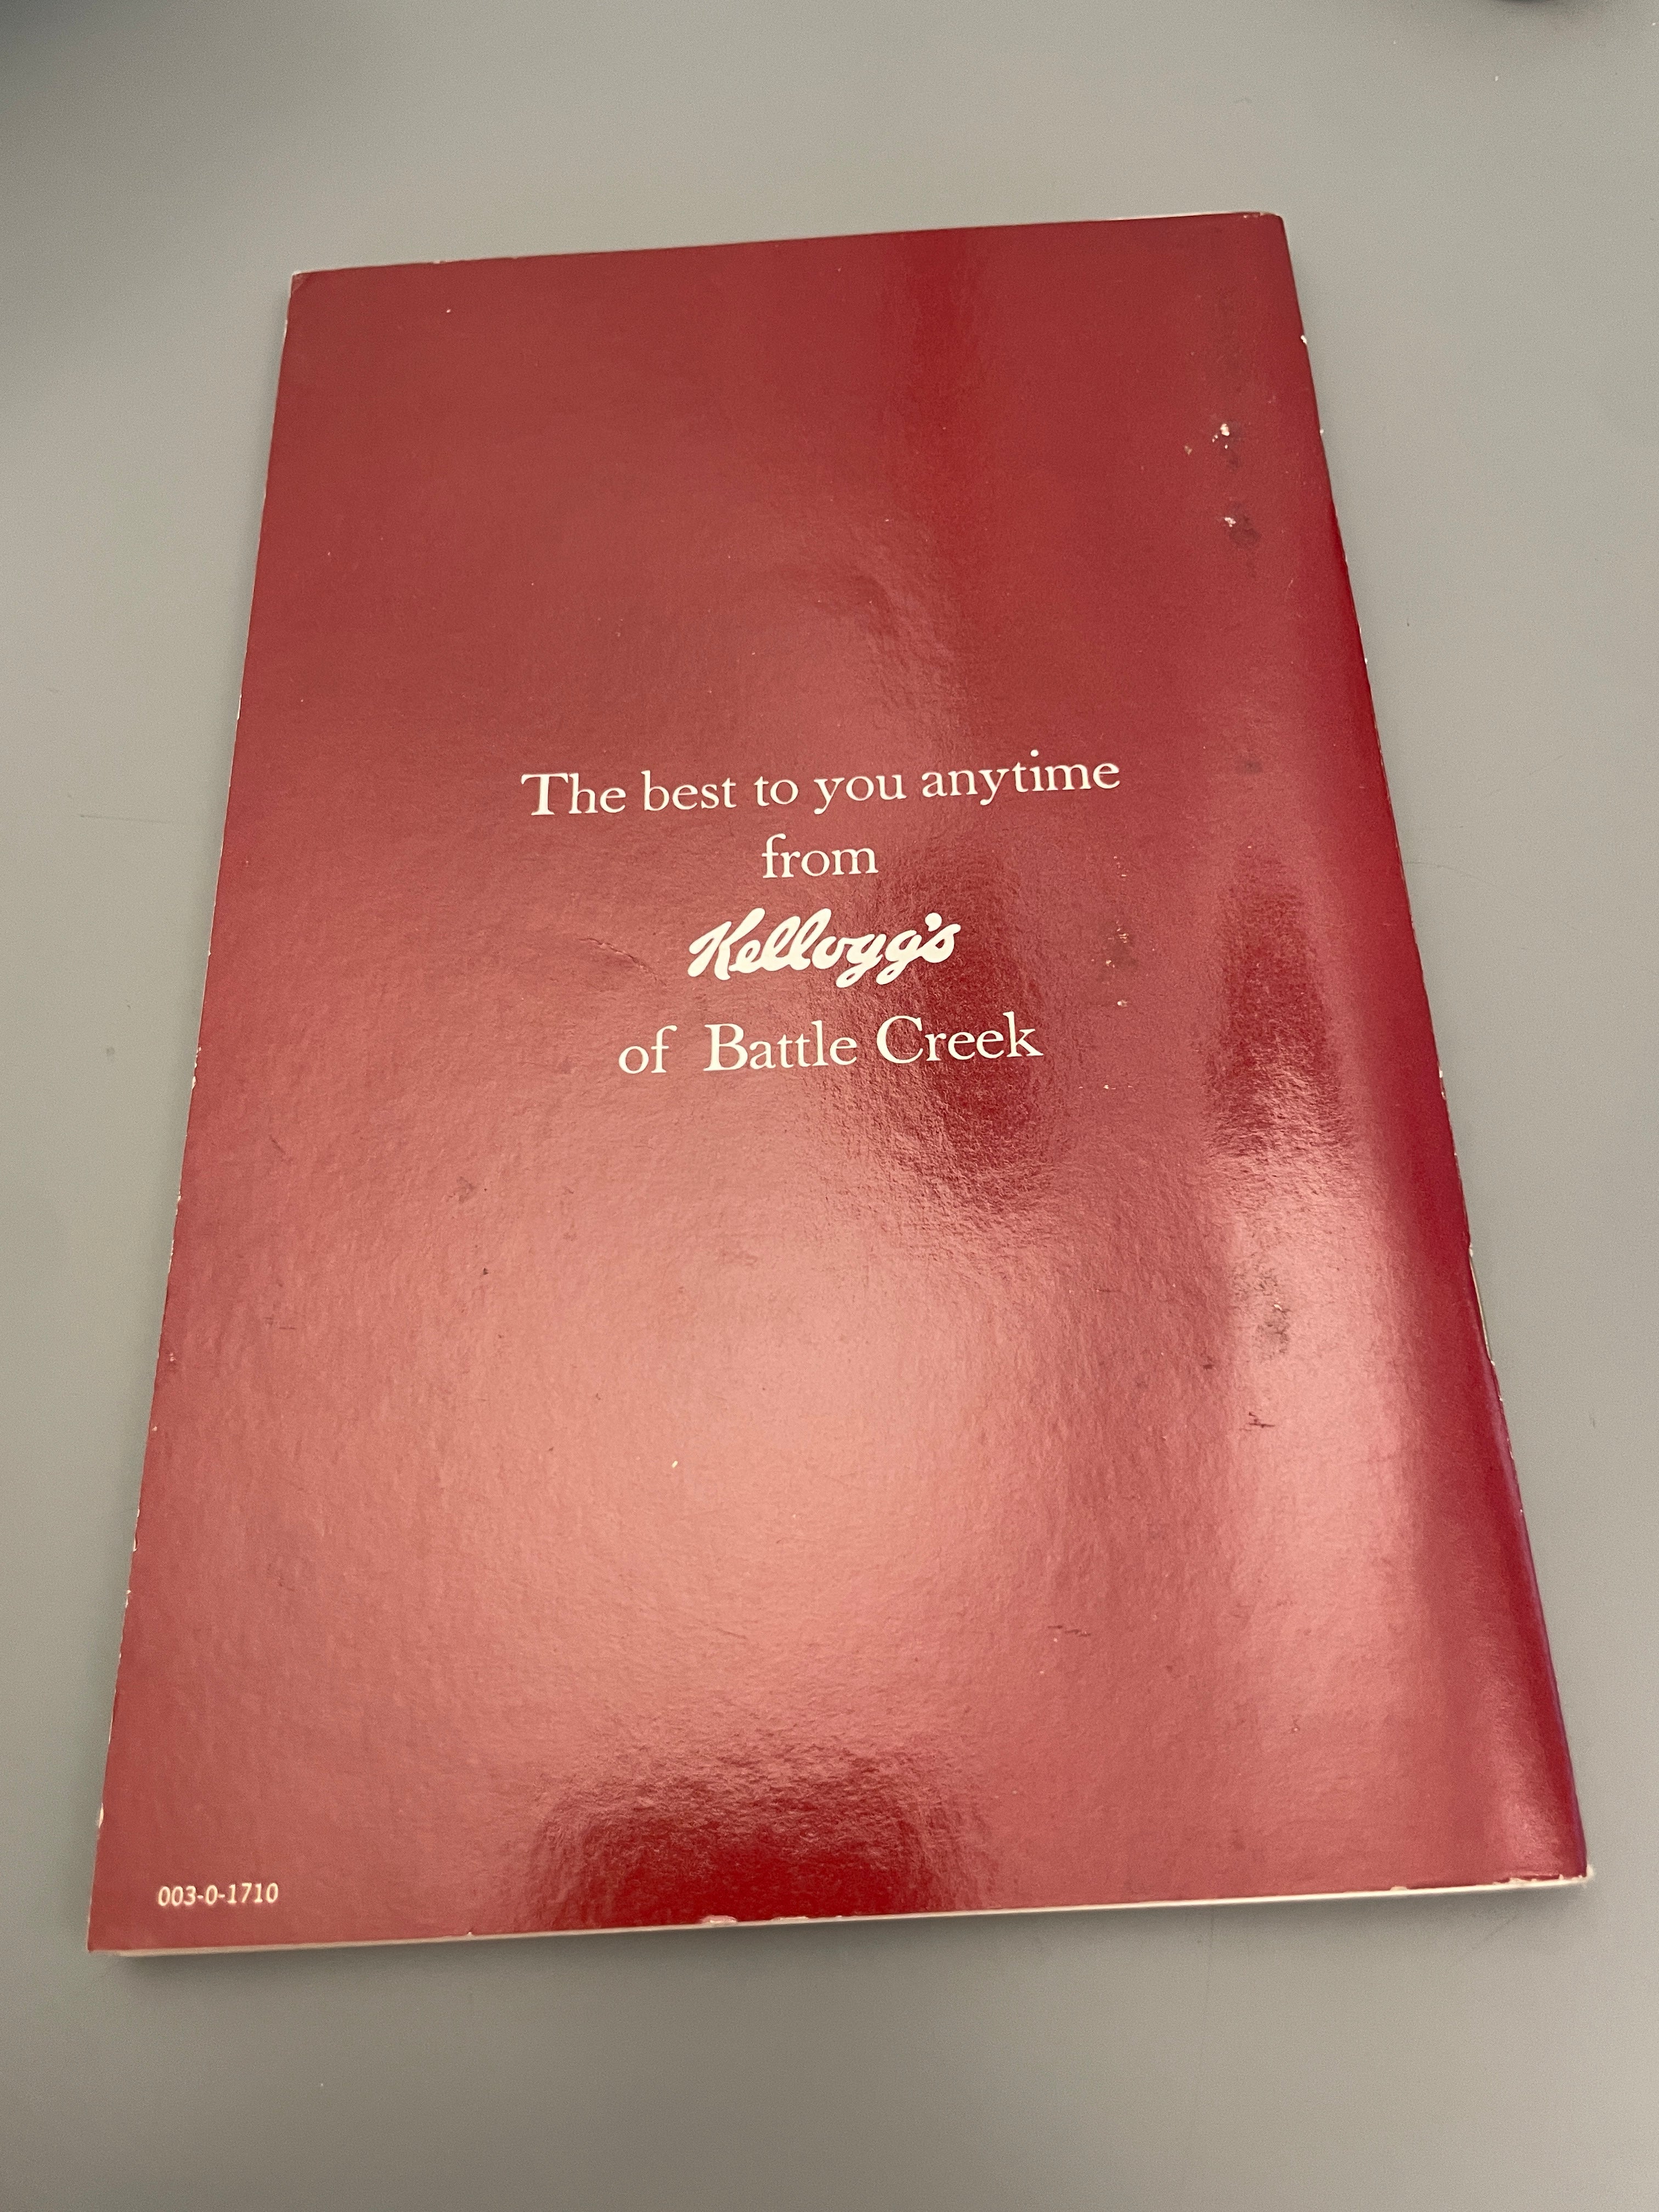 The best to you anytime
from
Kellogg's
of Battle Creek
003-0-1710